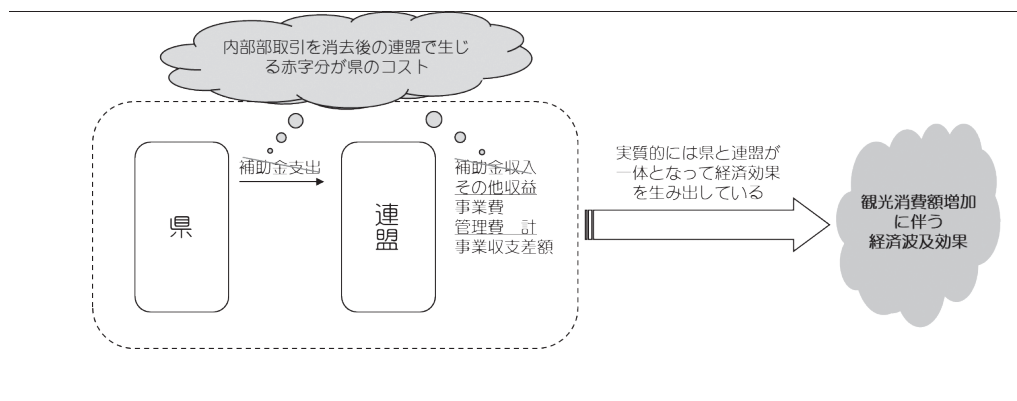 内部部取引を消去後の連盟で生じ
る赤字分が県のコスト
補助金支出
県
連盟
補助金収入
その他収益
事業費
管理費　計
事業収支差額
実質的には県と連盟が
一体となって経済効果
を生み出している
観光消費額増加
に伴う
経済波及効果